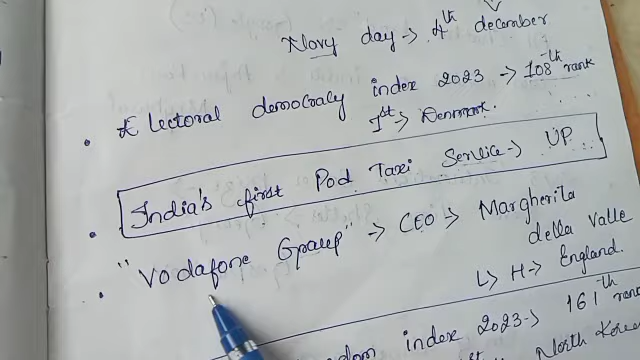 Navy day → 4th december
• Electoral democracy index 2023 → 108th rank
1st → Denmark.
• India's first Pod Taxi Service → UP
• "Vodafone Group" → CEO → Margherita
della Valle
L> H → England.
index 2023 → 161th rank
North Korea